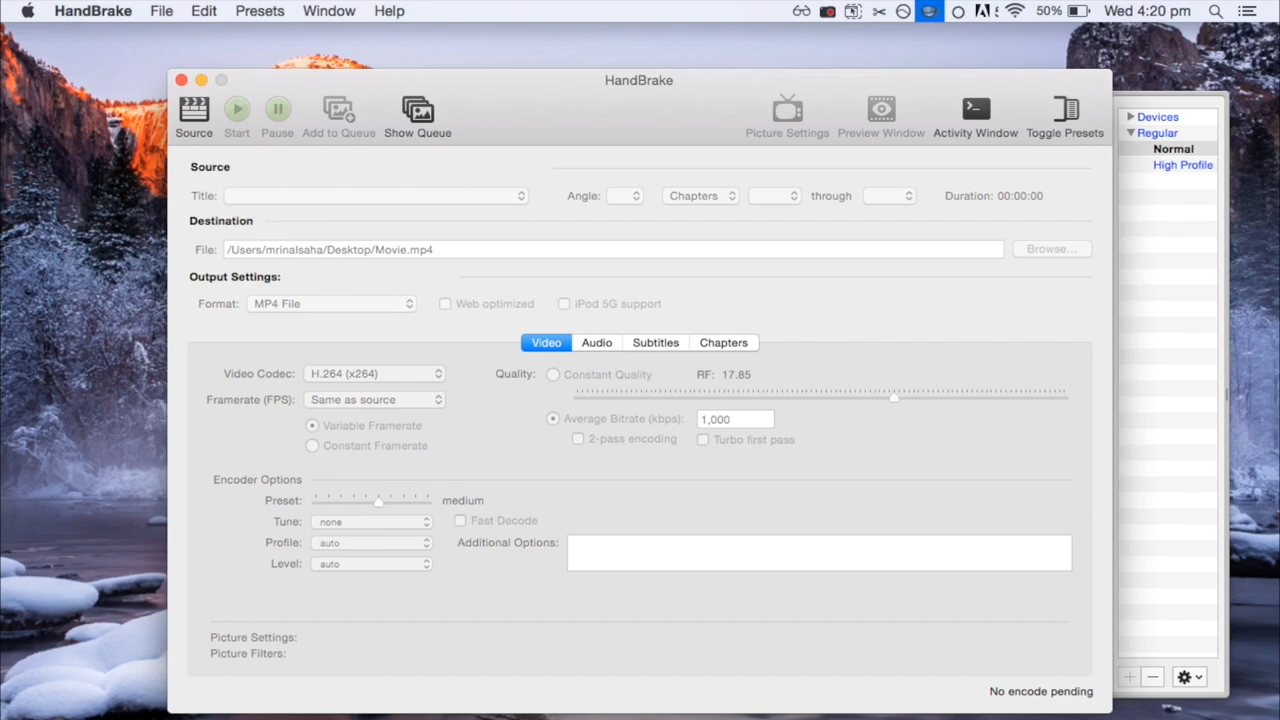 HandBrake File Edit Presets Window Help 50% Wed 4:20 pm
HandBrake
Source Start Pause Add to Queue Show Queue Picture Settings Preview Window Activity Window Toggle Presets
Source
Title: Angle: Chapters through Duration: 00:00:00
Destination
File: /Users/mrinalsaha/Desktop/Movie.mp4 Browse...
Output Settings:
Format: MP4 File Web optimized iPod 5G support
Video Audio Subtitles Chapters
Video Codec: H.264 (x264) Quality: Constant Quality RF: 17.85
Framerate (FPS): Same as source
Variable Framerate Average Bitrate (kbps): 1,000
Constant Framerate 2-pass encoding Turbo first pass
Encoder Options
Preset: medium
Tune: none Fast Decode
Profile: auto Additional Options:
Level: auto
Picture Settings:
Picture Filters:
No encode pending
Devices
Regular
Normal
High Profile